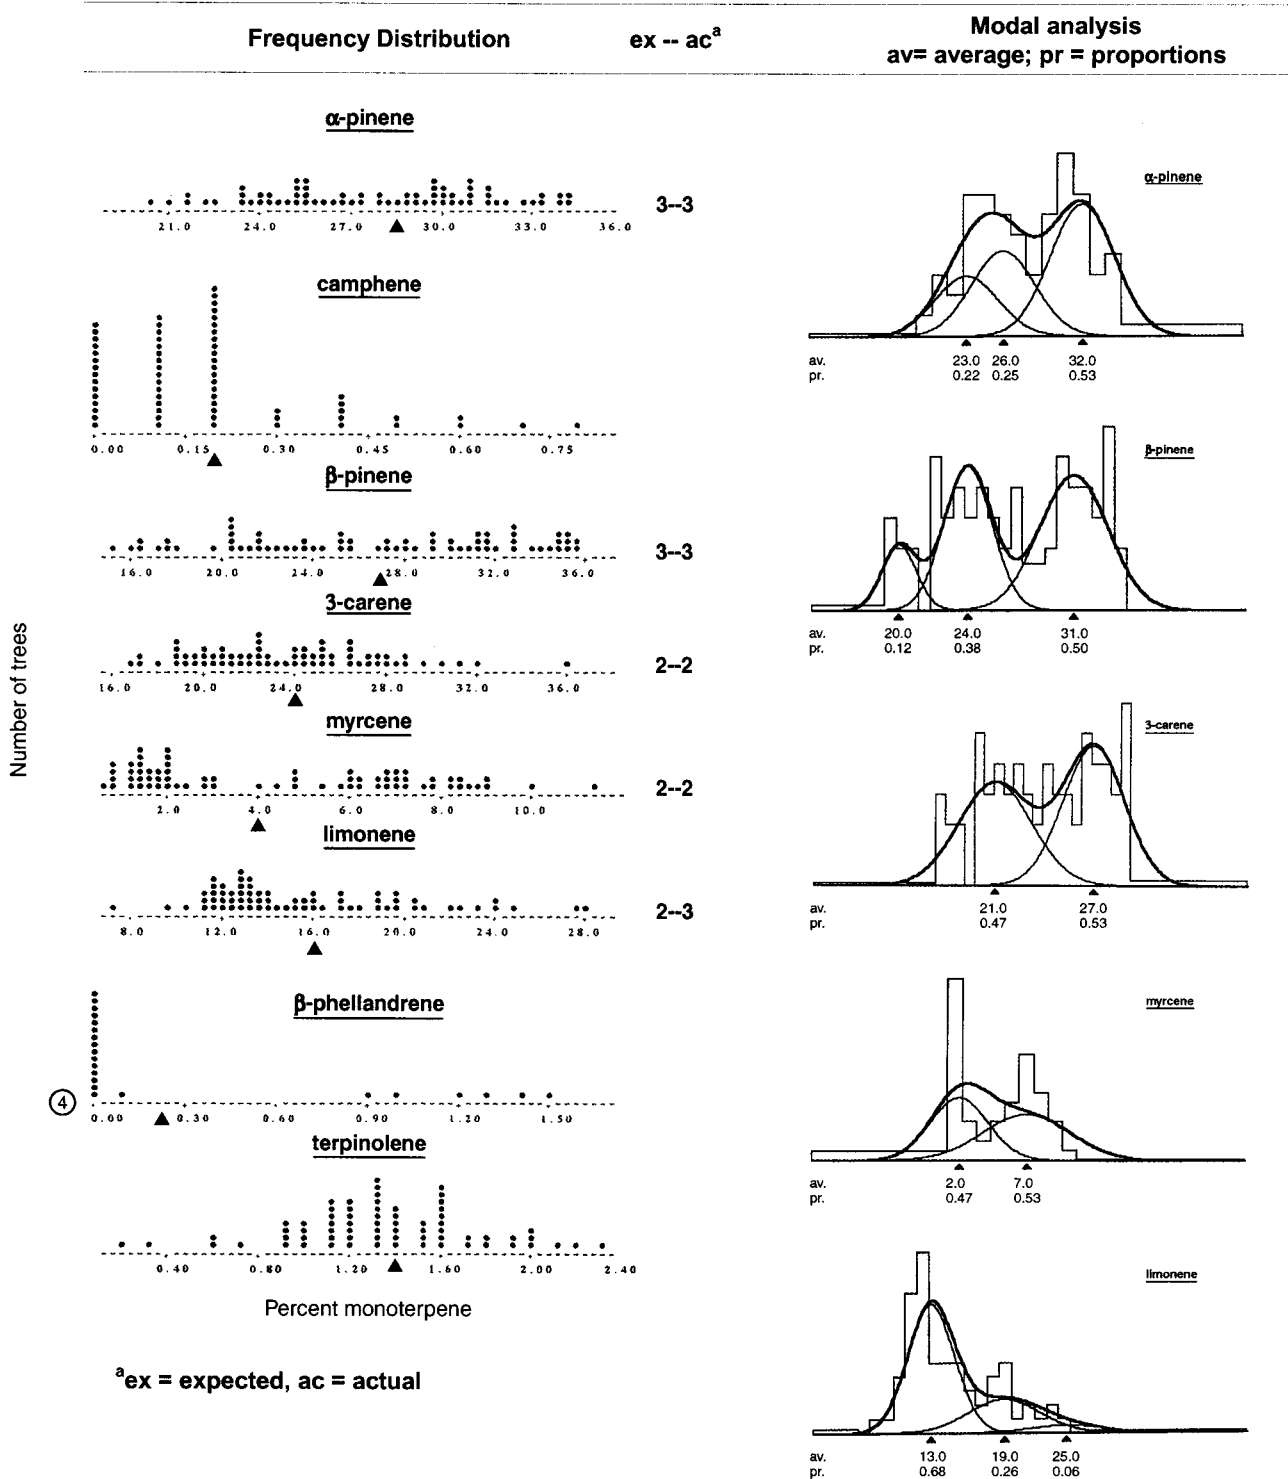 Frequency Distribution
ex -- acᵃ
Modal analysis
av= average; pr = proportions
Number of trees
α-pinene
3--3
21.0 24.0 27.0 30.0 33.0 36.0
camphene
0.00 0.15 0.30 0.45 0.60 0.75
β-pinene
3--3
16.0 20.0 24.0 28.0 32.0 36.0
3-carene
2--2
16.0 20.0 24.0 28.0 32.0 36.0
myrcene
2--2
2.0 4.0 6.0 8.0 10.0
limonene
2--3
8.0 12.0 16.0 20.0 24.0 28.0
β-phellandrene
4
0.00 0.30 0.60 0.90 1.20 1.50
terpinolene
0.40 0.80 1.20 1.60 2.00 2.40
Percent monoterpene
ᵃex = expected, ac = actual
α-pinene
av. 23.0 26.0 32.0
pr. 0.22 0.25 0.53
β-pinene
av. 20.0 24.0 31.0
pr. 0.12 0.38 0.50
3-carene
av. 21.0 27.0
pr. 0.47 0.53
myrcene
av. 2.0 7.0
pr. 0.47 0.53
limonene
av. 13.0 19.0 25.0
pr. 0.68 0.26 0.06